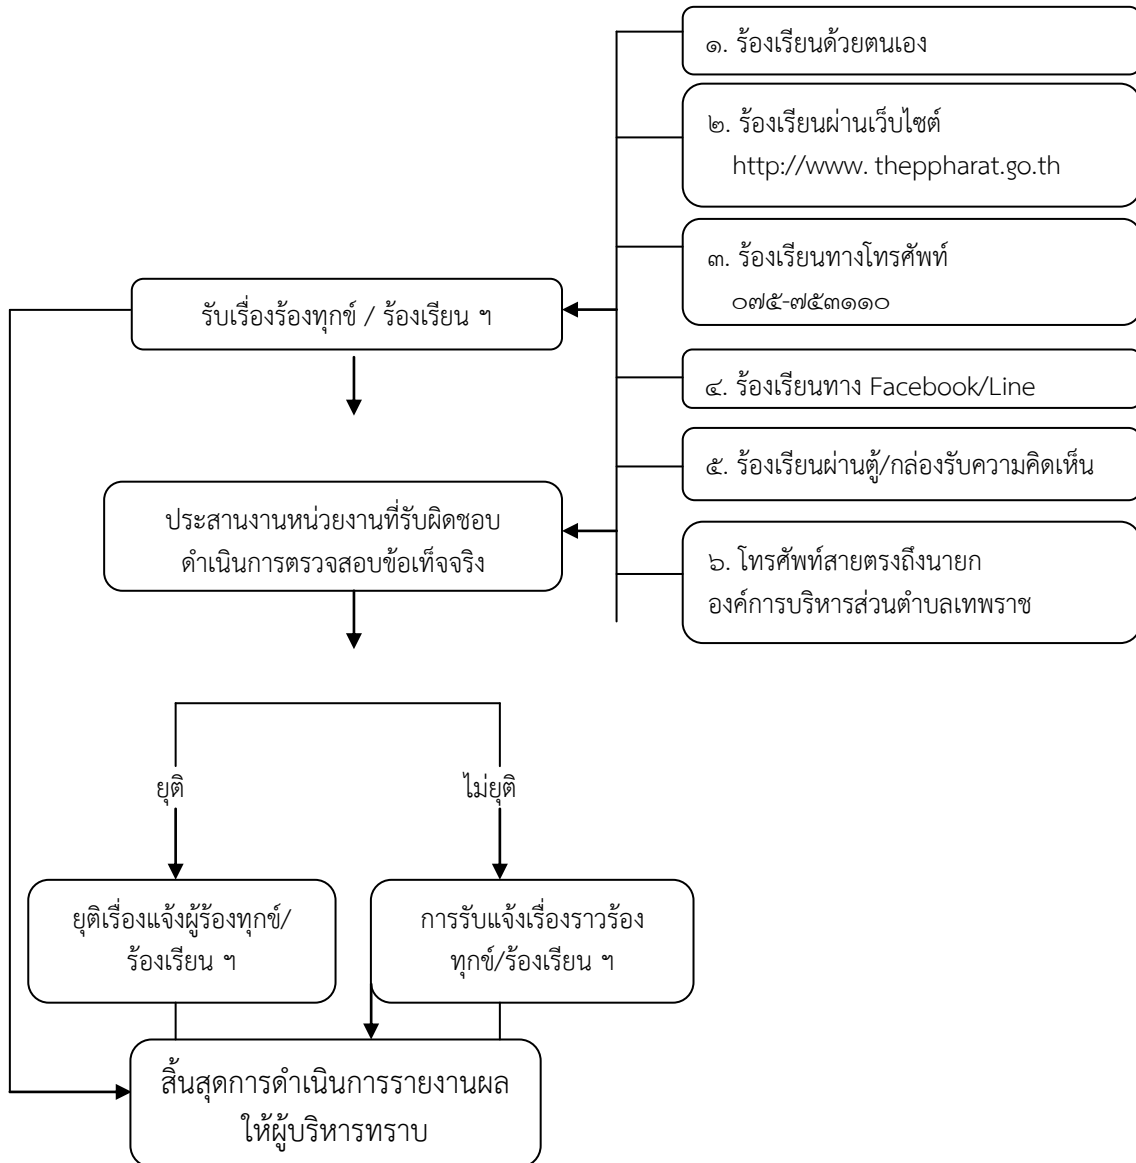 ๑. ร้องเรียนด้วยตนเอง
๒. ร้องเรียนผ่านเว็บไซต์
http://www. theppharat.go.th
๓. ร้องเรียนทางโทรศัพท์
๐๗๕-๗๕๓๑๑๐
รับเรื่องร้องทุกข์ / ร้องเรียน ฯ
๔. ร้องเรียนทาง Facebook/Line
๕. ร้องเรียนผ่านตู้/กล่องรับความคิดเห็น
ประสานงานหน่วยงานที่รับผิดชอบ
ดำเนินการตรวจสอบข้อเท็จจริง
๖. โทรศัพท์สายตรงถึงนายก
องค์การบริหารส่วนตำบลเทพราช
ยุติ
ไม่ยุติ
ยุติเรื่องแจ้งผู้ร้องทุกข์/
ร้องเรียน ฯ
การรับแจ้งเรื่องราวร้อง
ทุกข์/ร้องเรียน ฯ
สิ้นสุดการดำเนินการรายงานผล
ให้ผู้บริหารทราบ